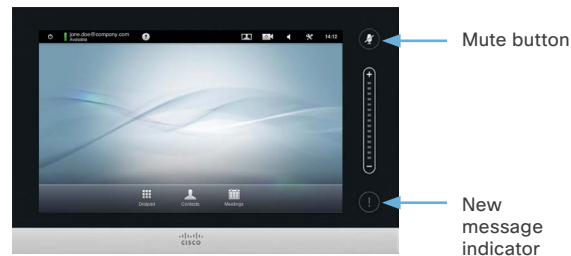 jane.doe@company.com
Available
?
14:12
Mute button
+
-
Dialpad
Contacts
Meetings
!
New
message
indicator
CISCO